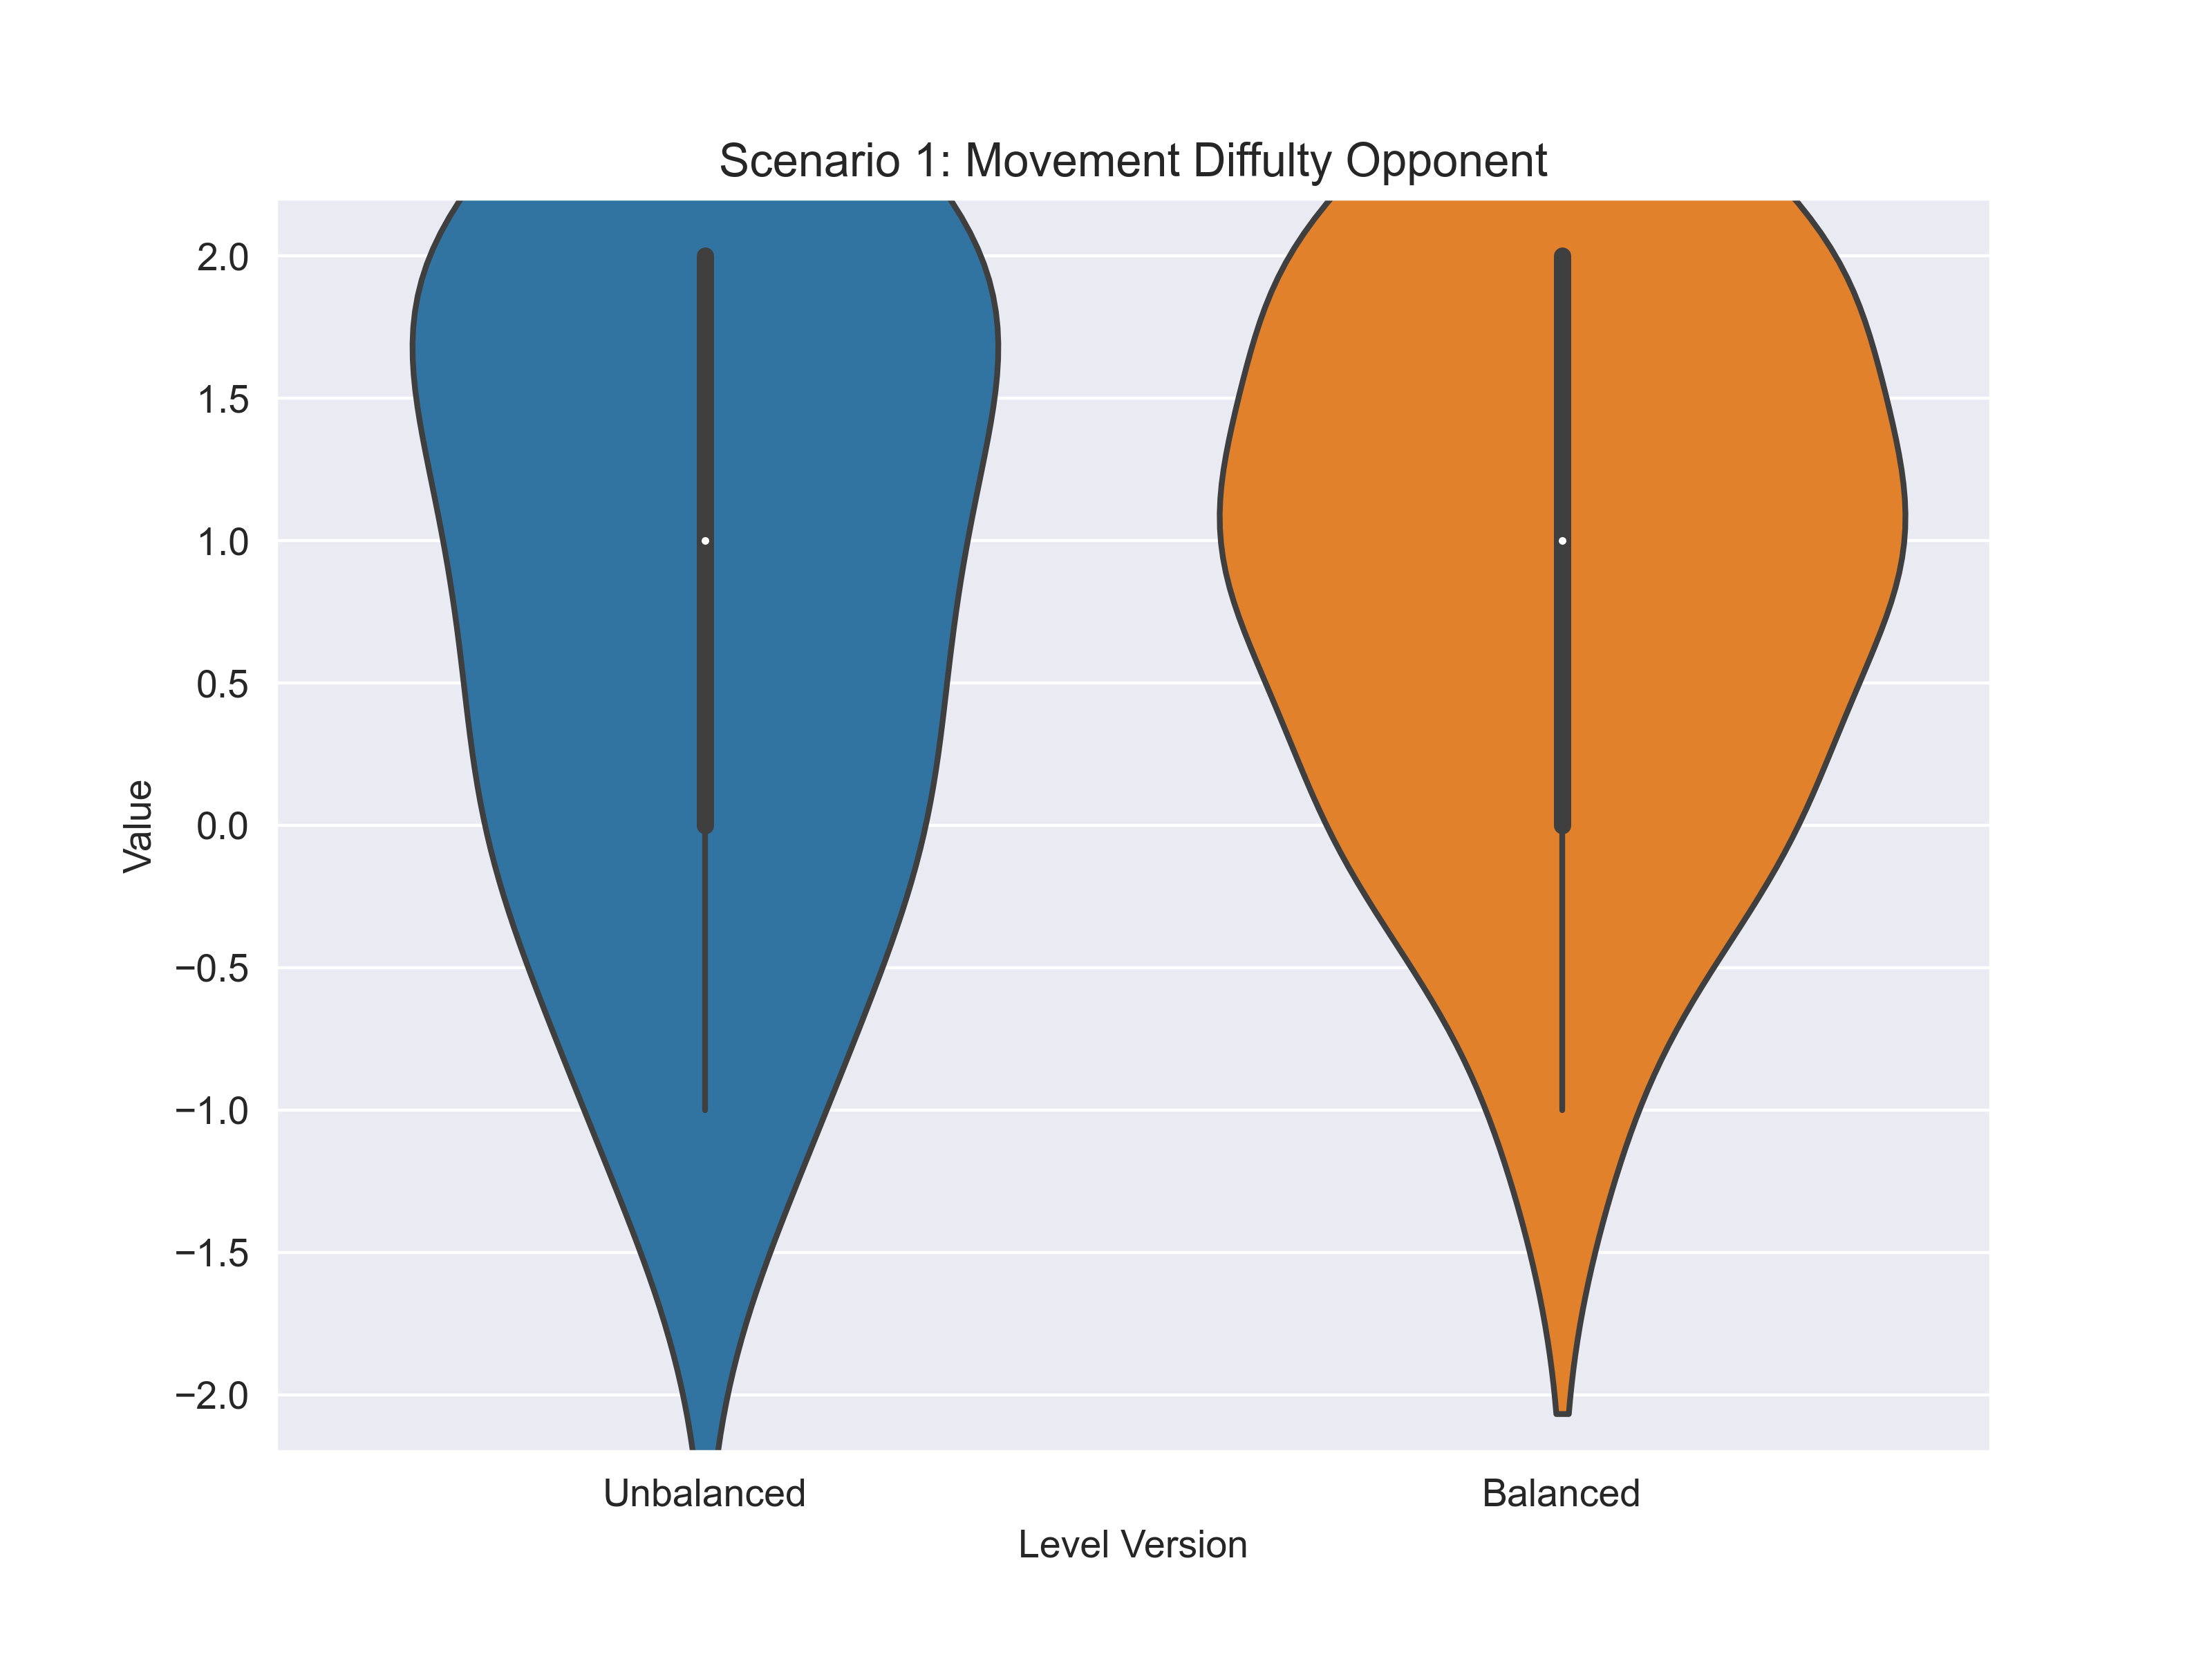 Scenario 1: Movement Diffulty Opponent
2.0
1.5
1.0
0.5
0.0
−0.5
−1.0
−1.5
−2.0
Value
Unbalanced
Balanced
Level Version